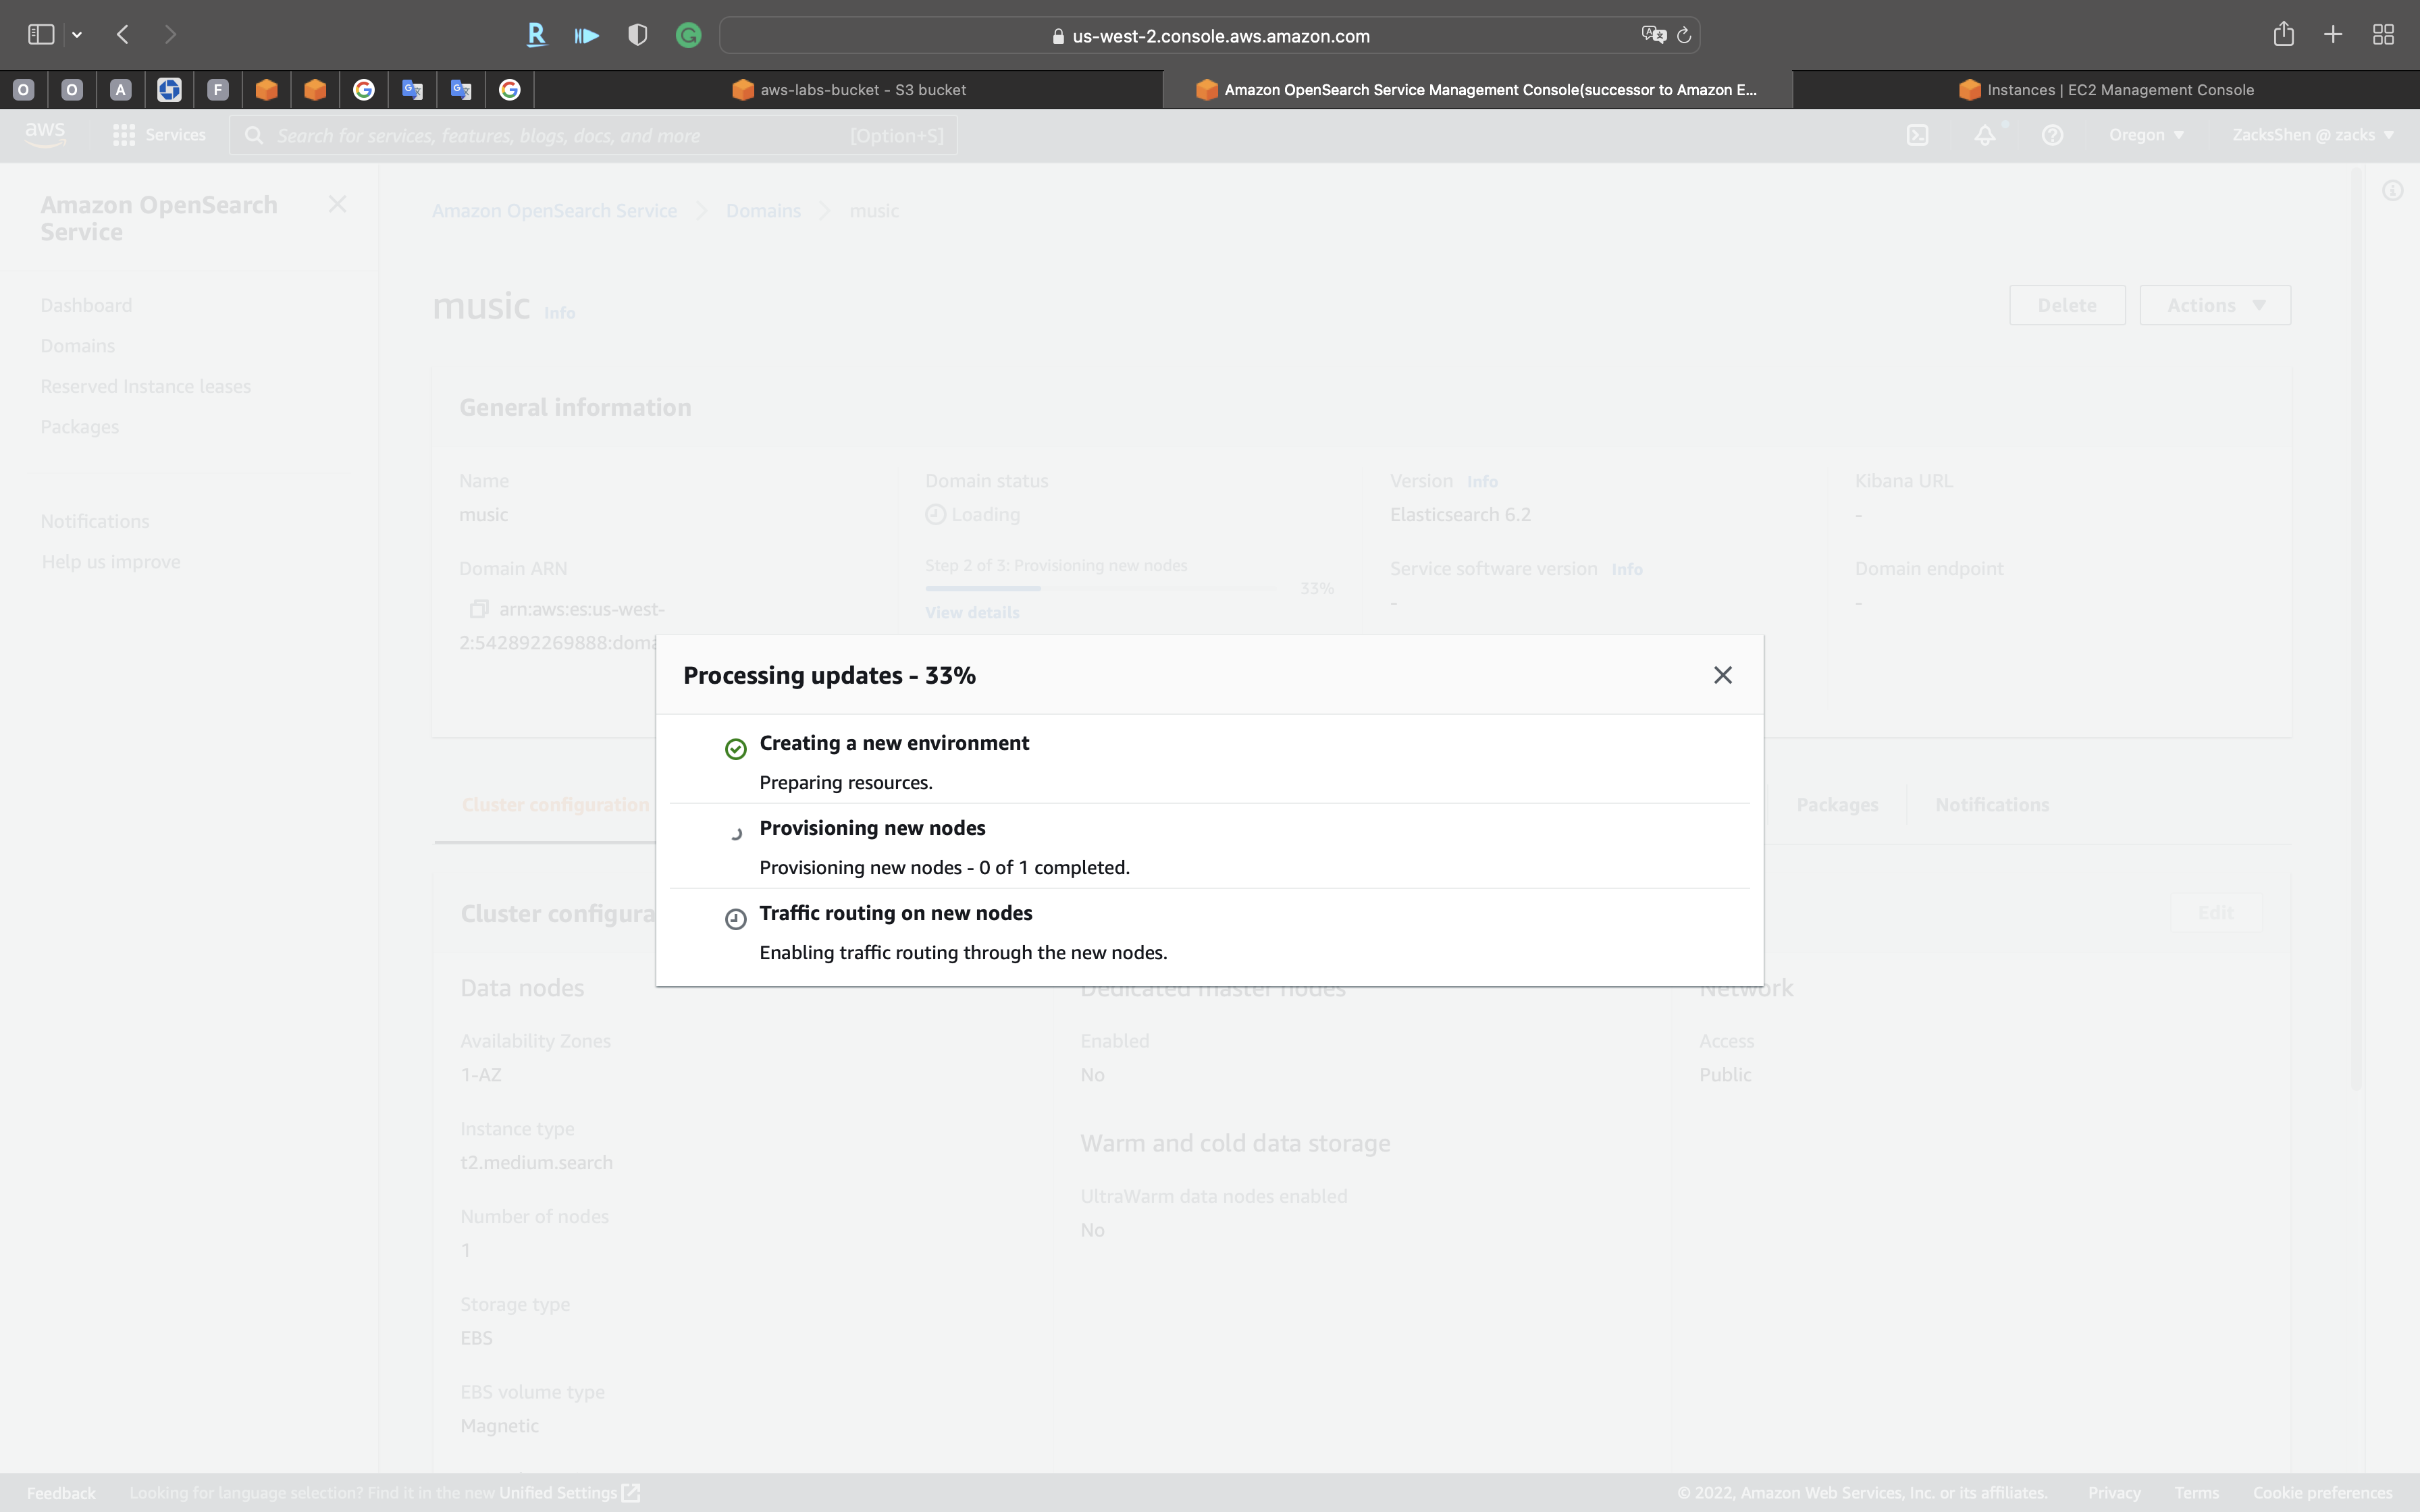 us-west-2.console.aws.amazon.com
O O A F
aws-labs-bucket - S3 bucket
Amazon OpenSearch Service Management Console(successor to Amazon E...
Instances | EC2 Management Console
aws
Services
Search for services, features, blogs, docs, and more
[Option+S]
Oregon
ZacksShen @ zacks
Amazon OpenSearch
Service
Dashboard
Domains
Reserved Instance leases
Packages
Notifications
Help us improve
Amazon OpenSearch Service
Domains
music
music Info
Delete
Actions
General information
Name
music
Domain ARN
arn:aws:es:us-west-
2:542892269888:doma
Domain status
Loading
Step 2 of 3: Provisioning new nodes
33%
View details
Version Info
Elasticsearch 6.2
Service software version Info
-
Kibana URL
-
Domain endpoint
-
Processing updates - 33%
Creating a new environment
Preparing resources.
Provisioning new nodes
Provisioning new nodes - 0 of 1 completed.
Traffic routing on new nodes
Enabling traffic routing through the new nodes.
Cluster configuration
Packages
Notifications
Cluster configura
Edit
Data nodes
Availability Zones
1-AZ
Instance type
t2.medium.search
Number of nodes
1
Storage type
EBS
EBS volume type
Magnetic
Dedicated master nodes
Enabled
No
Warm and cold data storage
UltraWarm data nodes enabled
No
Network
Access
Public
Feedback
Looking for language selection? Find it in the new Unified Settings
© 2022, Amazon Web Services, Inc. or its affiliates.
Privacy
Terms
Cookie preferences